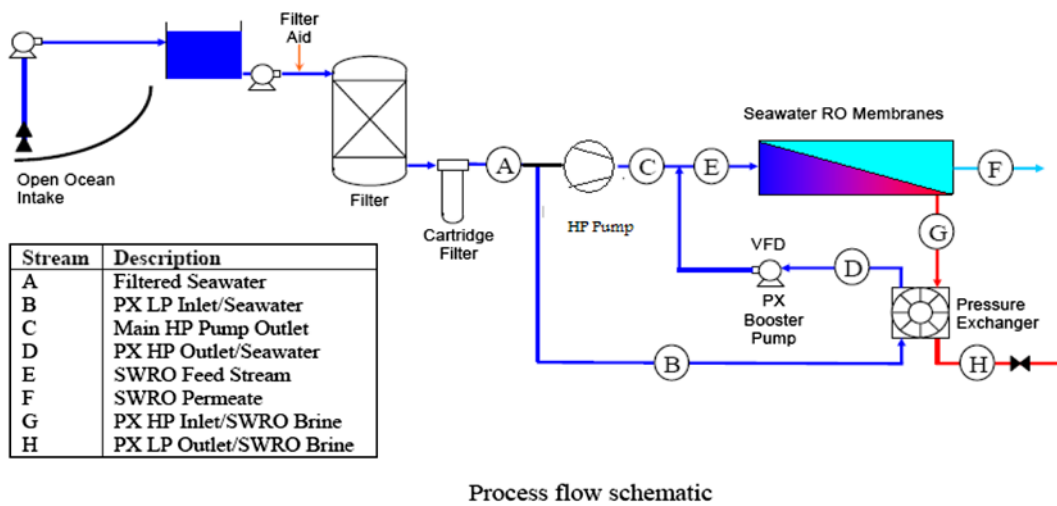 Filter
Aid
Open Ocean
Intake
Filter
Cartridge
Filter
A
HP Pump
C
E
Seawater RO Membranes
F
G
VFD
D
PX
Booster
Pump
Pressure
Exchanger
B
H
Stream Description
A Filtered Seawater
B PX LP Inlet/Seawater
C Main HP Pump Outlet
D PX HP Outlet/Seawater
E SWRO Feed Stream
F SWRO Permeate
G PX HP Inlet/SWRO Brine
H PX LP Outlet/SWRO Brine
Process flow schematic